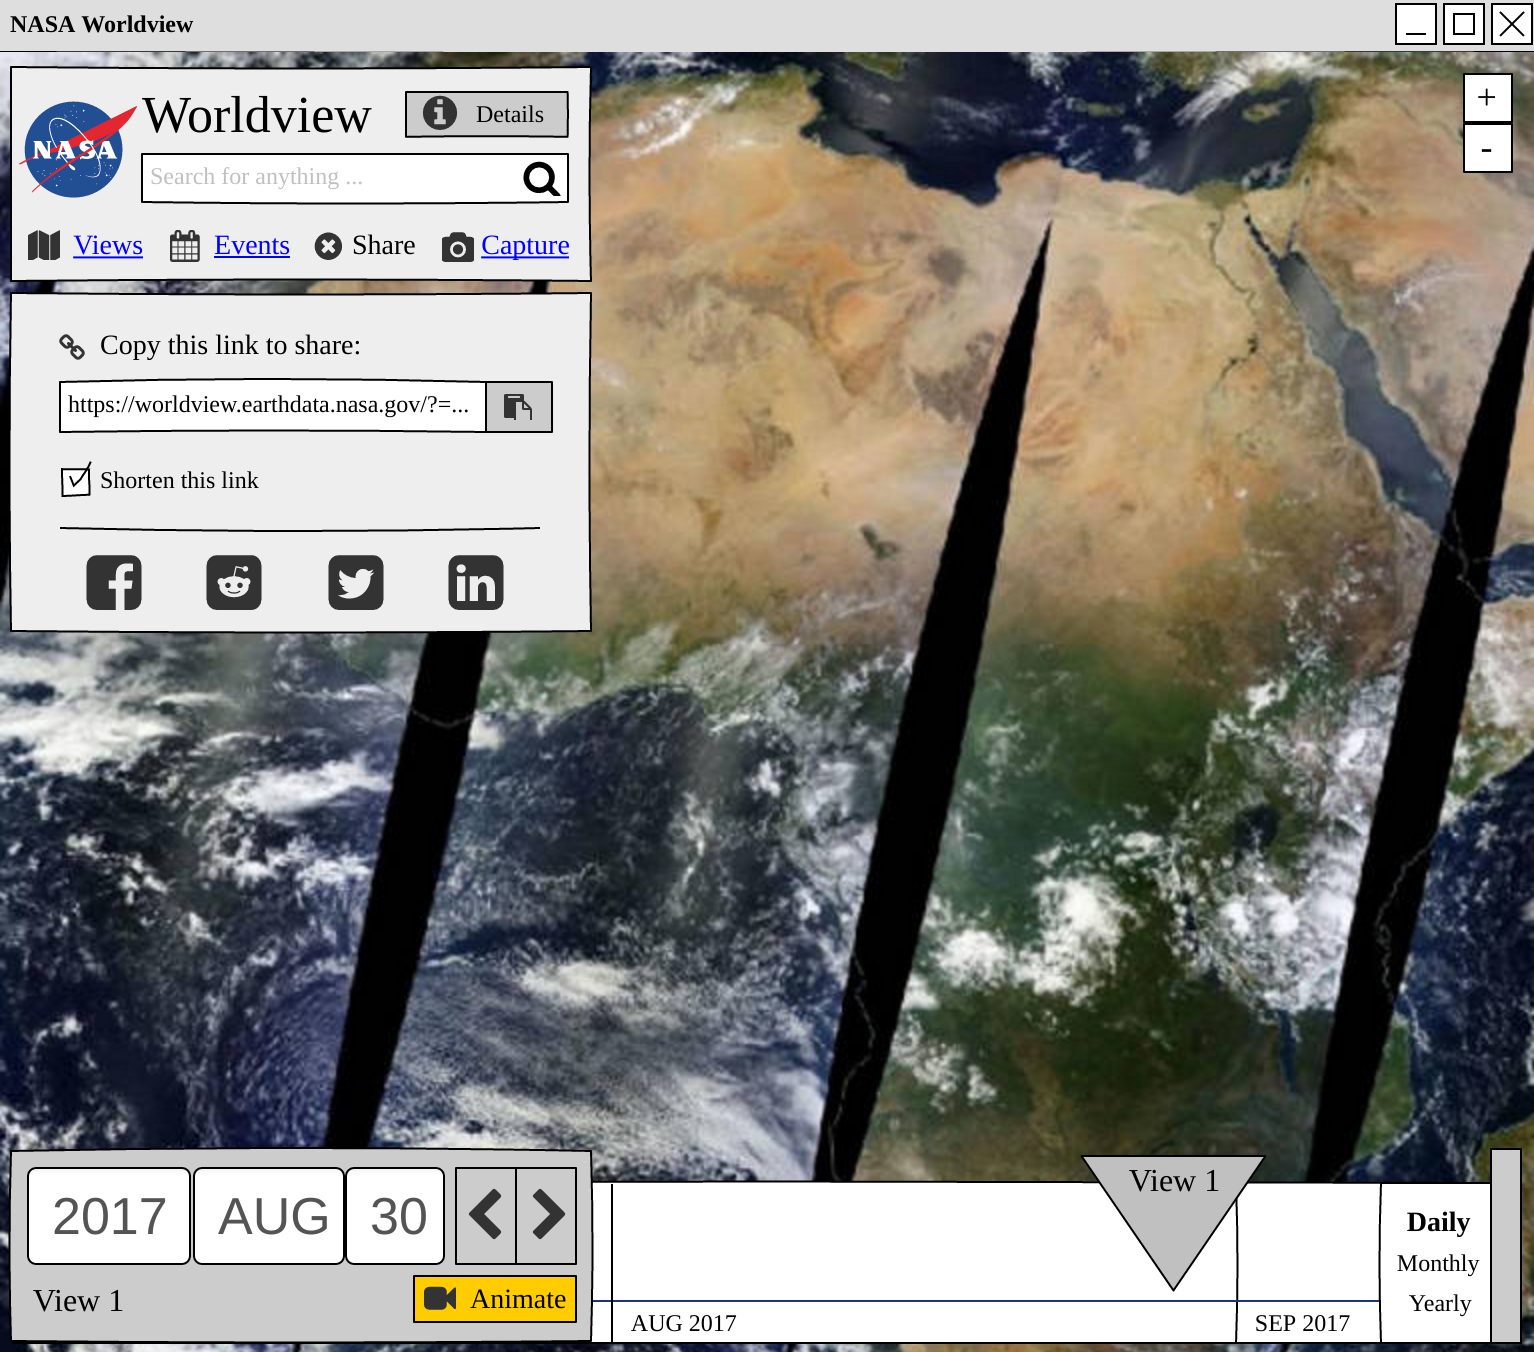 NASA Worldview
Worldview
Details
NASA
Search for anything ...
Views
Events
Share
Capture
+
-
Copy this link to share:
https://worldview.earthdata.nasa.gov/?=...
Shorten this link
2017
AUG
30
View 1
Animate
View 1
AUG 2017
SEP 2017
Daily
Monthly
Yearly